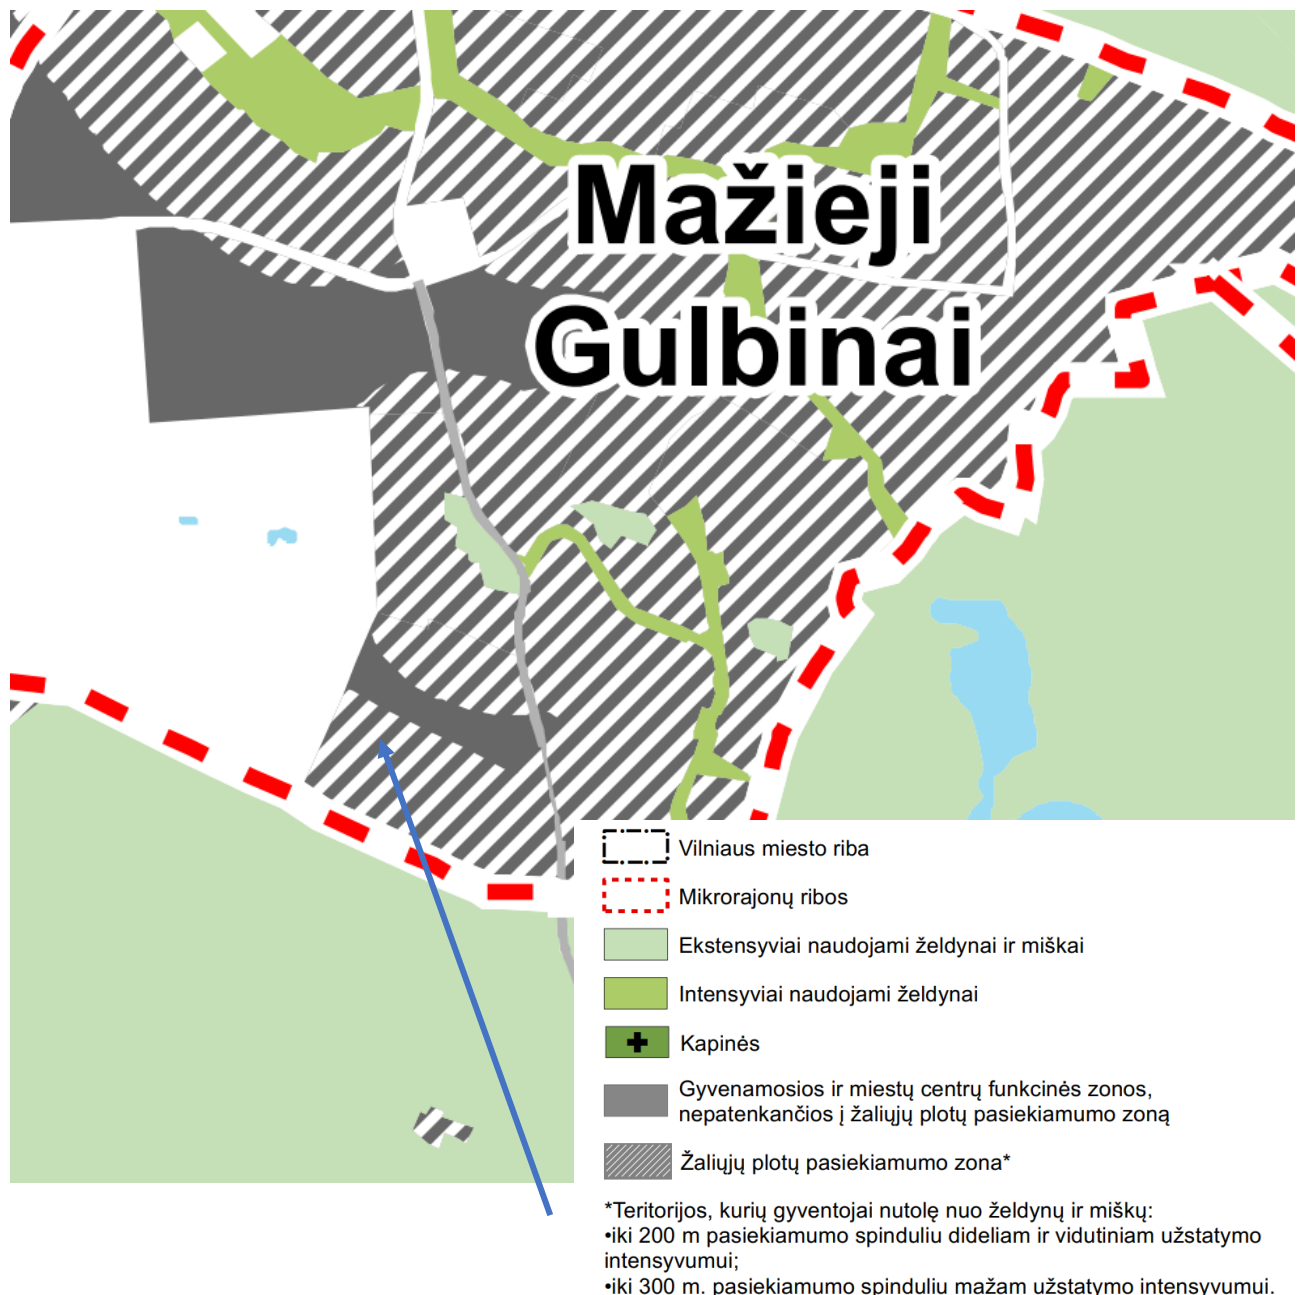 Mažieji
Gulbinai
Vilniaus miesto riba
Mikrorajonų ribos
Ekstensyviai naudojami želdynai ir miškai
Intensyviai naudojami želdynai
Kapinės
Gyvenamosios ir miestų centrų funkcinės zonos,
nepatenkančios į žaliųjų plotų pasiekiamumo zoną
Žaliųjų plotų pasiekiamumo zona*
*Teritorijos, kurių gyventojai nutolę nuo želdynų ir miškų:
•iki 200 m pasiekiamumo spinduliu dideliam ir vidutiniam užstatymo
intensyvumui;
•iki 300 m. pasiekiamumo spinduliu mažam užstatymo intensyvumui.